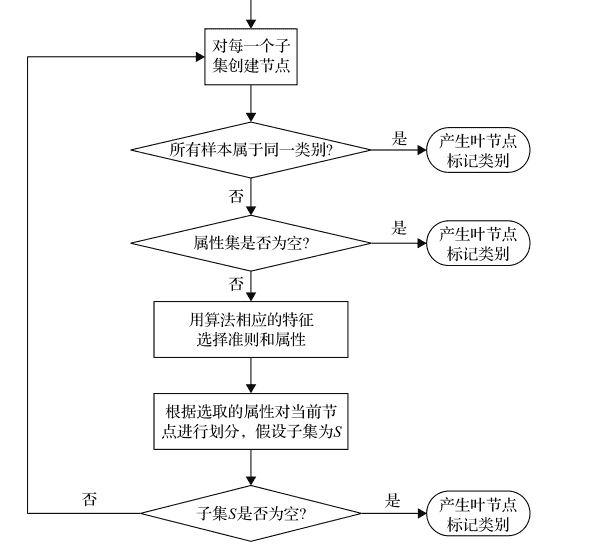 对每一个子
集创建节点
所有样本属于同一类别?
是
产生叶节点
标记类别
否
属性集是否为空?
是
产生叶节点
标记类别
否
用算法相应的特征
选择准则和属性
根据选取的属性对当前节
点进行划分，假设子集为S
否
子集S是否为空?
是
产生叶节点
标记类别